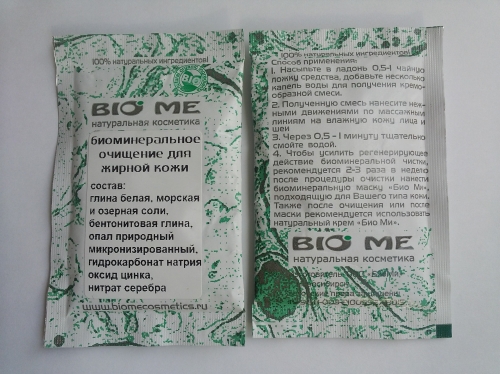 100% натуральных ингредиентов!
BIO
BIO ME
натуральная косметика
биоминеральное
очищение для
жирной кожи
состав:
глина белая, морская
и озерная соли,
бентонитовая глина,
опал природный
микронизированный,
гидрокарбонат натрия
оксид цинка,
нитрат серебра
www.biomecosmetics.ru
100% натуральных ингредиентов!
Способ применения:
1. Насыпьте в ладонь 0,5-1 чайную
ложку средства, добавьте несколько
капель воды для получения кремо-
образной смеси.
2. Полученную смесь нанесите неж-
ными движениями по массажным
линиям на влажную кожу лица и
шеи
3. Через 0,5 - 1 минуту тщательно
смойте водой.
4. Чтобы усилить регенерирующее
действие биоминеральной чистки,
рекомендуется 2-3 раза в неделю
после процедуры очистки нанести
биоминеральную маску «Био Ми»,
подходящую для Вашего типа кожи.
Также после очищения или после
маски рекомендуется использовать
натуральный крем «Био Ми».
BIO ME
натуральная косметика